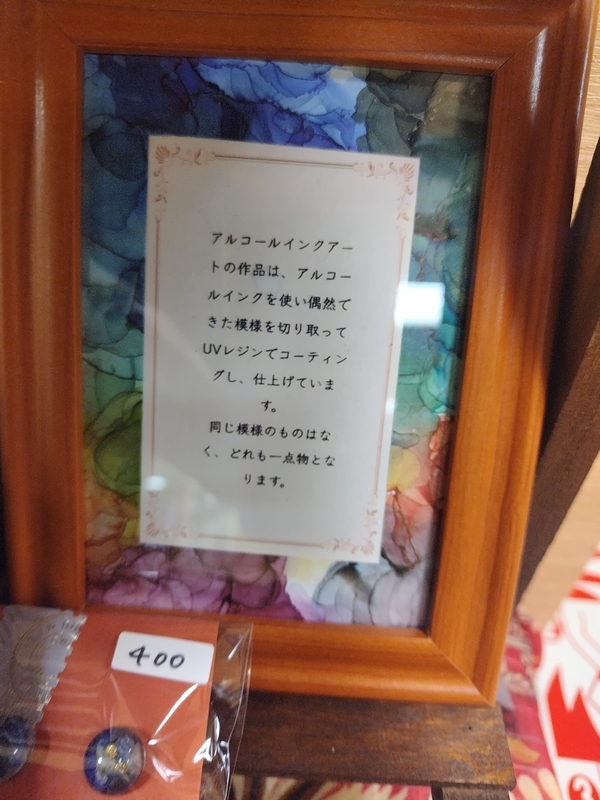 アルコールインクアー
トの作品は、アルコー
ルインクを使い偶然で
きた模様を切り取って
UVレジンでコーティン
グし、仕上げていま
す。
同じ模様のものはな
く、どれも一点物とな
ります。
400